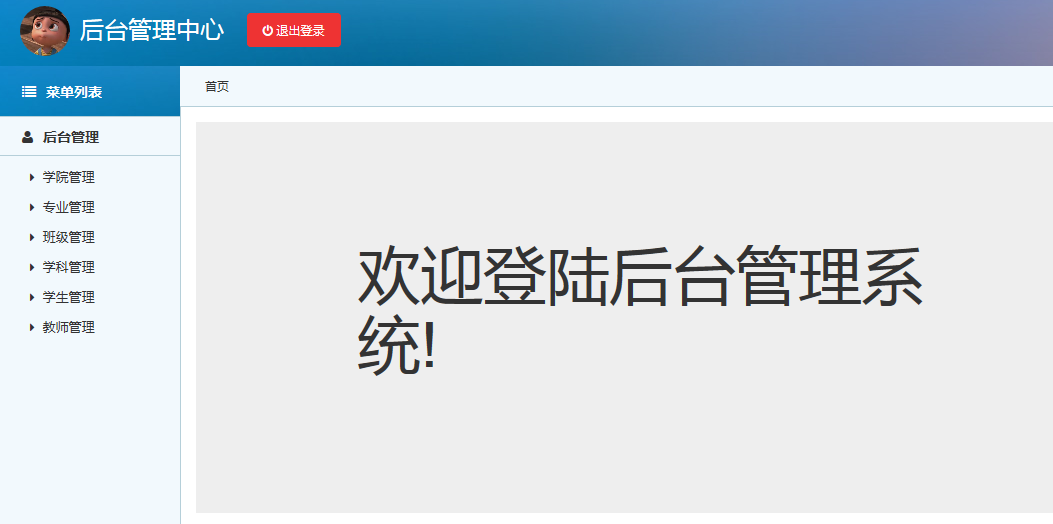 后台管理中心
退出登录
菜单列表
首页
后台管理
学院管理
专业管理
班级管理
学科管理
学生管理
教师管理
欢迎登陆后台管理系
统!